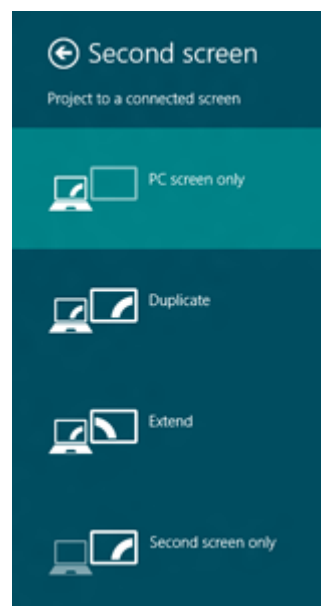 Second screen
Project to a connected screen
PC screen only
Duplicate
Extend
Second screen only